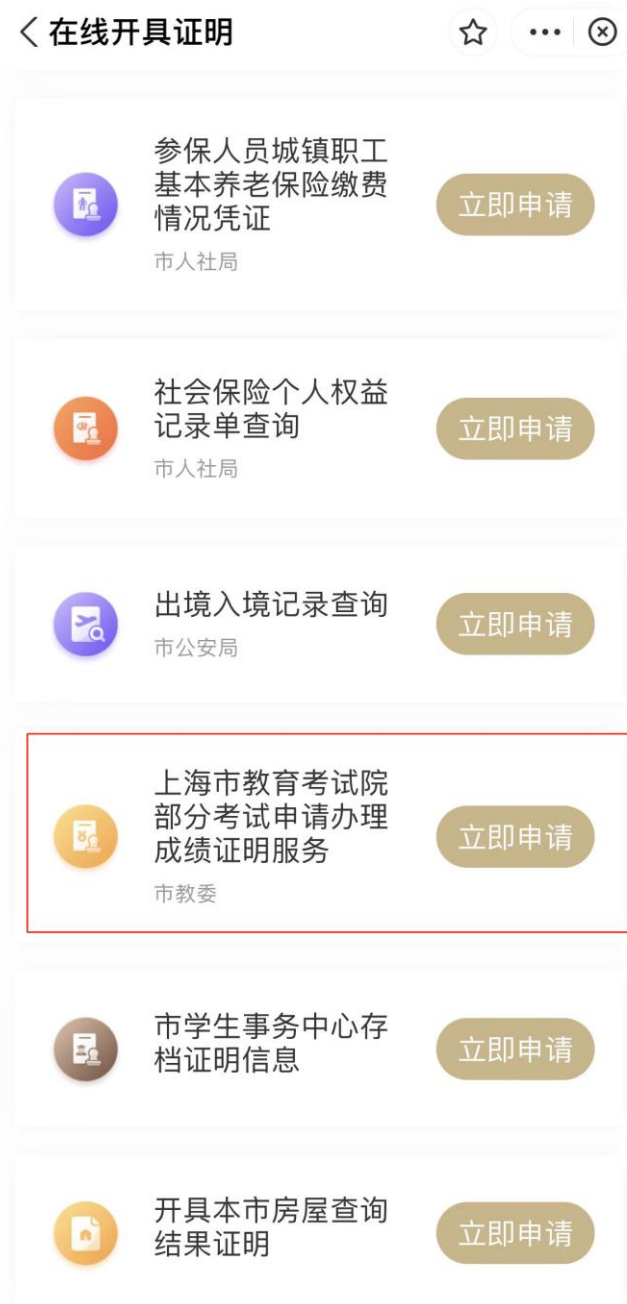 在线开具证明
参保人员城镇职工
基本养老保险缴费
情况凭证
市人社局
立即申请
社会保险个人权益
记录单查询
市人社局
立即申请
出境入境记录查询
市公安局
立即申请
上海市教育考试院
部分考试申请办理
成绩证明服务
市教委
立即申请
市学生事务中心存
档证明信息
立即申请
开具本市房屋查询
结果证明
立即申请